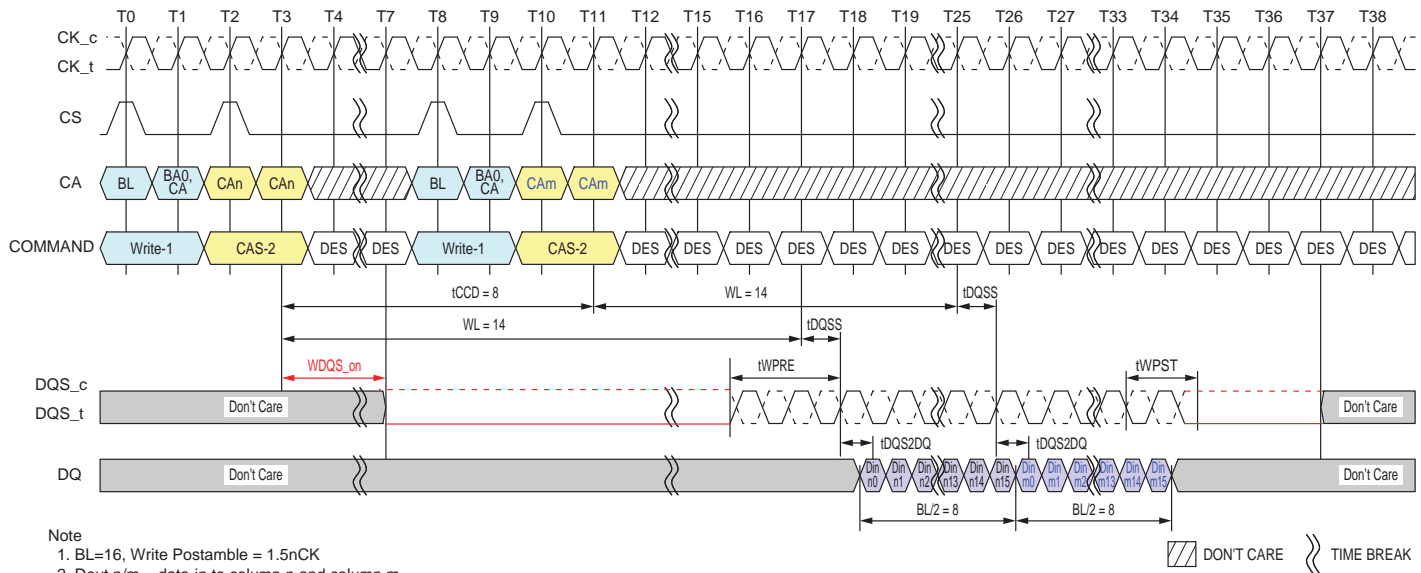 T0 T1 T2 T3 T4 T7 T8 T9 T10 T11 T12 T15 T16 T17 T18 T19 T25 T26 T27 T33 T34 T35 T36 T37 T38
CK_c
CK_t
CS
CA BL BA0, CA CAn CAn BL BA0, CA CAm CAm
COMMAND Write-1 CAS-2 DES DES Write-1 CAS-2 DES DES DES DES DES DES DES DES DES DES DES DES DES DES DES
tCCD = 8 WL = 14 tDQSS
WL = 14 tDQSS
WDQS_on tWPRE tWPST
DQS_c
DQS_t Don't Care Don't Care
tDQS2DQ tDQS2DQ
DQ Don't Care Din n0 Din n1 Din n2 Din n13 Din n14 Din n15 Din m0 Din m1 Din m2 Din m13 Din m14 Din m15 Don't Care
BL/2 = 8 BL/2 = 8
Note
1. BL=16, Write Postamble = 1.5nCK
DON'T CARE TIME BREAK